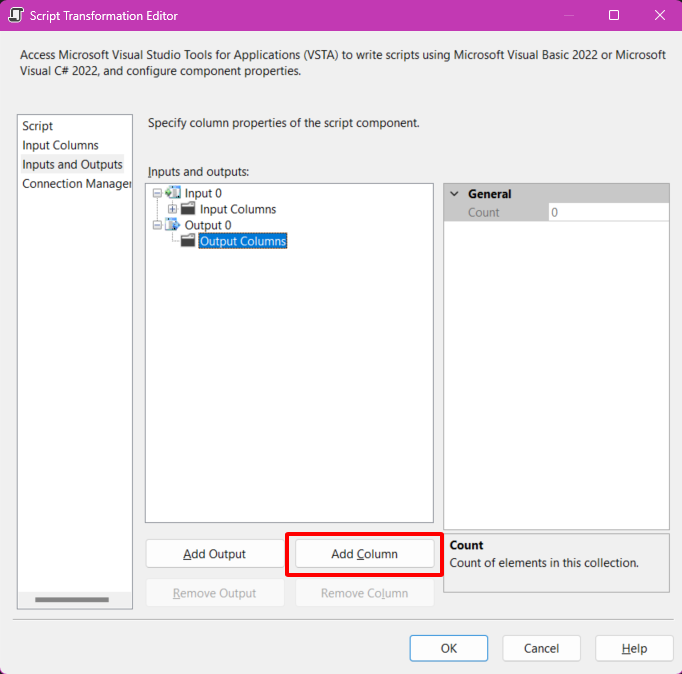 Script Transformation Editor
Access Microsoft Visual Studio Tools for Applications (VSTA) to write scripts using Microsoft Visual Basic 2022 or Microsoft
Visual C# 2022, and configure component properties.
Script
Input Columns
Inputs and Outputs
Connection Manager
Specify column properties of the script component.
Inputs and outputs:
Input 0
Input Columns
Output 0
Output Columns
General
Count 0
Add Output
Add Column
Remove Output
Remove Column
Count
Count of elements in this collection.
OK
Cancel
Help